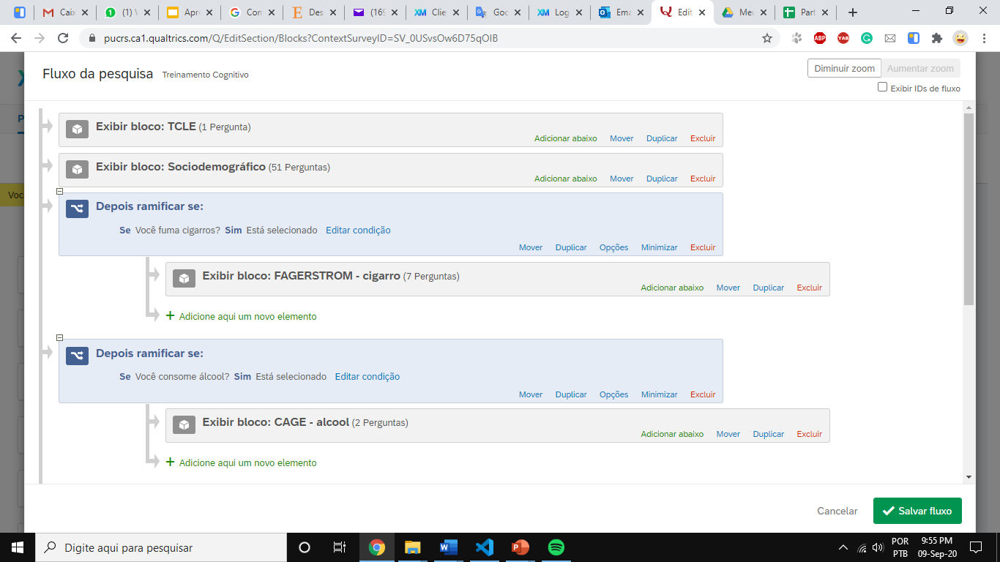 Caix
(1) V
Apre
Con
Des
(169
Clie
Goo
Log
Ema
Edit
Meu
Part
pucrs.ca1.qualtrics.com/Q/EditSection/Blocks?ContextSurveyID=SV_0USvsOw6D75qOIB
Fluxo da pesquisa Treinamento Cognitivo
Diminuir zoom Aumentar zoom
Exibir IDs de fluxo
Voc
Exibir bloco: TCLE (1 Pergunta)
Adicionar abaixo Mover Duplicar Excluir
Exibir bloco: Sociodemográfico (51 Perguntas)
Adicionar abaixo Mover Duplicar Excluir
Depois ramificar se:
Se Você fuma cigarros? Sim Está selecionado Editar condição
Mover Duplicar Opções Minimizar Excluir
Exibir bloco: FAGERSTROM - cigarro (7 Perguntas)
Adicionar abaixo Mover Duplicar Excluir
+ Adicione aqui um novo elemento
Depois ramificar se:
Se Você consome álcool? Sim Está selecionado Editar condição
Mover Duplicar Opções Minimizar Excluir
Exibir bloco: CAGE - alcool (2 Perguntas)
Adicionar abaixo Mover Duplicar Excluir
+ Adicione aqui um novo elemento
Cancelar Salvar fluxo
Digite aqui para pesquisar
POR
PTB
9:55 PM
09-Sep-20